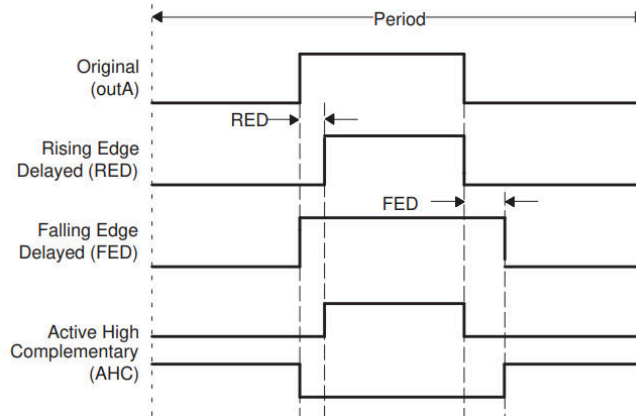 Period
Original
(outA)
RED
Rising Edge
Delayed (RED)
FED
Falling Edge
Delayed (FED)
Active High
Complementary
(AHC)